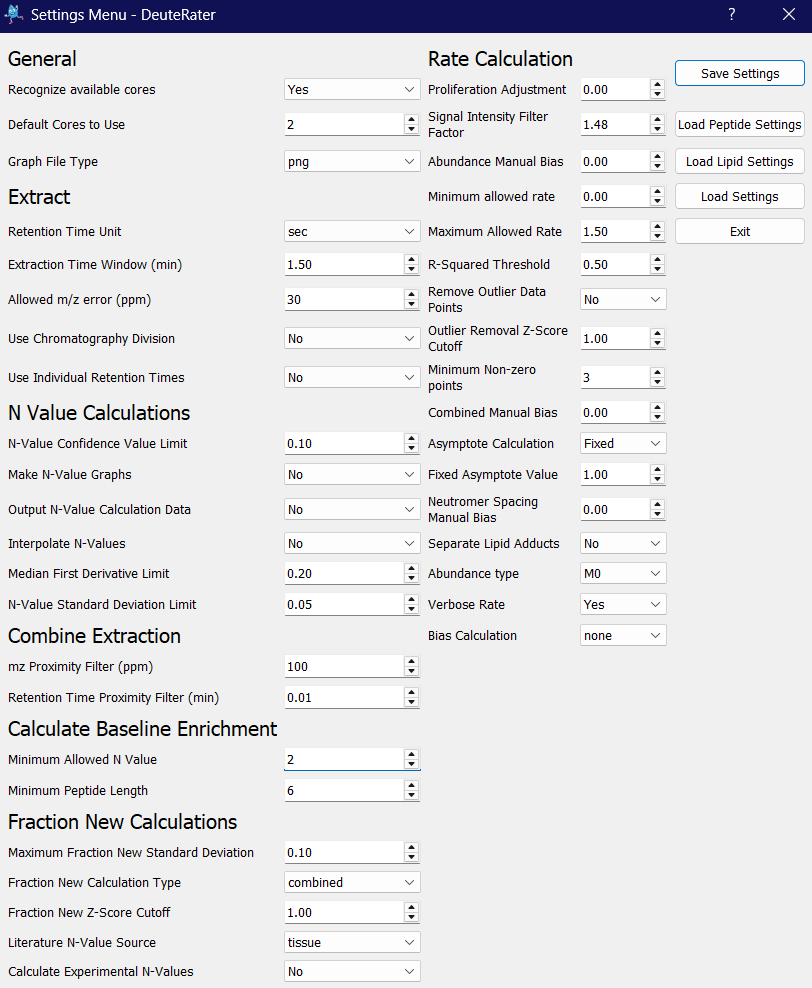 Settings Menu - DeuteRater
General
Recognize available cores Yes
Default Cores to Use 2
Graph File Type png
Extract
Retention Time Unit sec
Extraction Time Window (min) 1.50
Allowed m/z error (ppm) 30
Use Chromatography Division No
Use Individual Retention Times No
N Value Calculations
N-Value Confidence Value Limit 0.10
Make N-Value Graphs No
Output N-Value Calculation Data No
Interpolate N-Values No
Median First Derivative Limit 0.20
N-Value Standard Deviation Limit 0.05
Combine Extraction
mz Proximity Filter (ppm) 100
Retention Time Proximity Filter (min) 0.01
Calculate Baseline Enrichment
Minimum Allowed N Value 2
Minimum Peptide Length 6
Fraction New Calculations
Maximum Fraction New Standard Deviation 0.10
Fraction New Calculation Type combined
Fraction New Z-Score Cutoff 1.00
Literature N-Value Source tissue
Calculate Experimental N-Values No
Rate Calculation
Proliferation Adjustment 0.00
Signal Intensity Filter
Factor 1.48
Abundance Manual Bias 0.00
Minimum allowed rate 0.00
Maximum Allowed Rate 1.50
R-Squared Threshold 0.50
Remove Outlier Data
Points No
Outlier Removal Z-Score
Cutoff 1.00
Minimum Non-zero
points 3
Combined Manual Bias 0.00
Asymptote Calculation Fixed
Fixed Asymptote Value 1.00
Neutromer Spacing
Manual Bias 0.00
Separate Lipid Adducts No
Abundance type M0
Verbose Rate Yes
Bias Calculation none
Save Settings
Load Peptide Settings
Load Lipid Settings
Load Settings
Exit